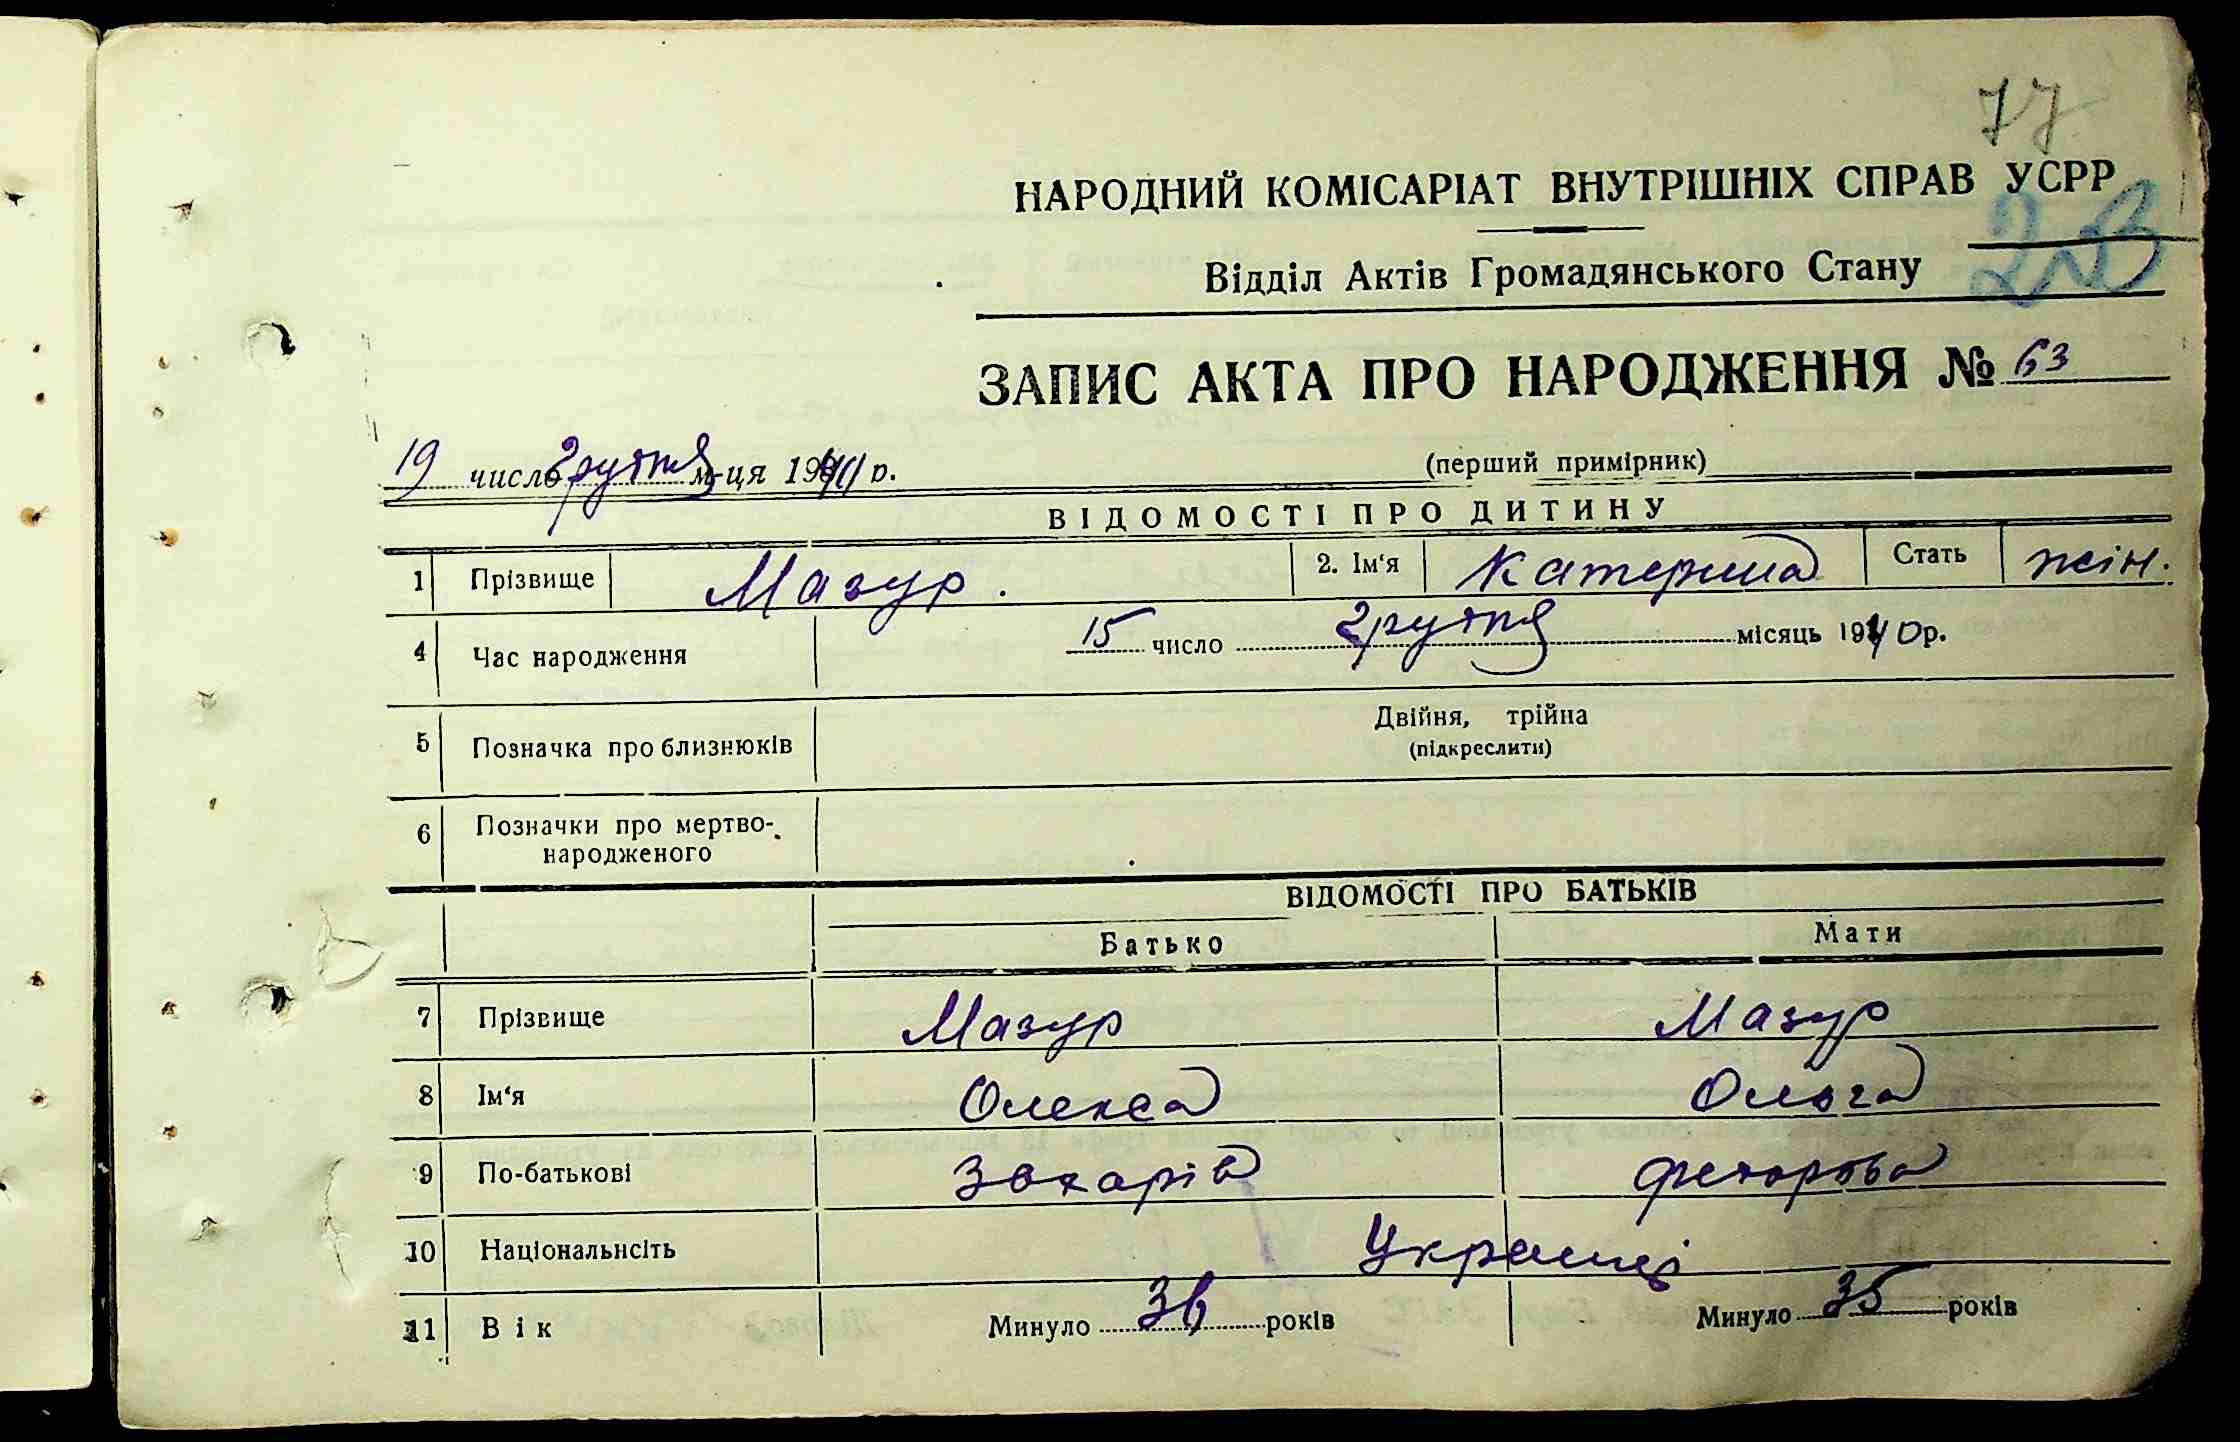 77
НАРОДНИЙ КОМІСАРІАТ ВНУТРІШНІХ СПРАВ УСРР
Відділ Актів Громадянського Стану
ЗАПИС АКТА ПРО НАРОДЖЕННЯ № 63
19 число грутня м-ця 1940 р.
(перший примірник)
ВІДОМОСТІ ПРО ДИТИНУ
1 Прізвище Мазур. 2. Ім'я Катерина Стать жін.
4 Час народження 15 число грутня місяць 1940 р.
5 Позначка про близнюків Двійня, трійна
(підкреслити)
6 Позначки про мертво-
народженого
ВІДОМОСТІ ПРО БАТЬКІВ
Батько Мати
7 Прізвище Мазур Мазур
8 Ім'я Олекса Ольга
9 По-батькові Захарів
10 Національнсіть Українці
11 Вік Минуло 36 років Минуло 35 років